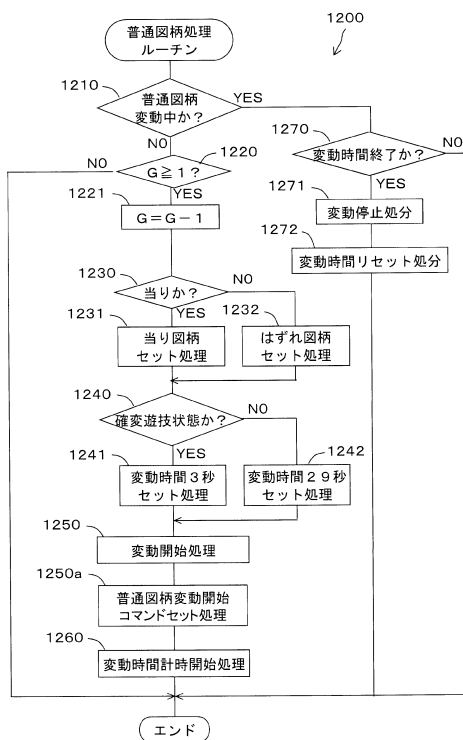 1200
普通図柄処理
ルーチン
1210
普通図柄
変動中か?
YES
NO
1220
G≧1?
NO
YES
1221
G=G-1
1230
当りか?
NO
YES
1231
当り図柄
セット処理
1232
はずれ図柄
セット処理
1240
確変遊技状態か?
NO
YES
1241
変動時間3秒
セット処理
1242
変動時間29秒
セット処理
1250
変動開始処理
1250a
普通図柄変動開始
コマンドセット処理
1260
変動時間計時開始処理
1270
変動時間終了か?
NO
YES
1271
変動停止処分
1272
変動時間リセット処分
エンド